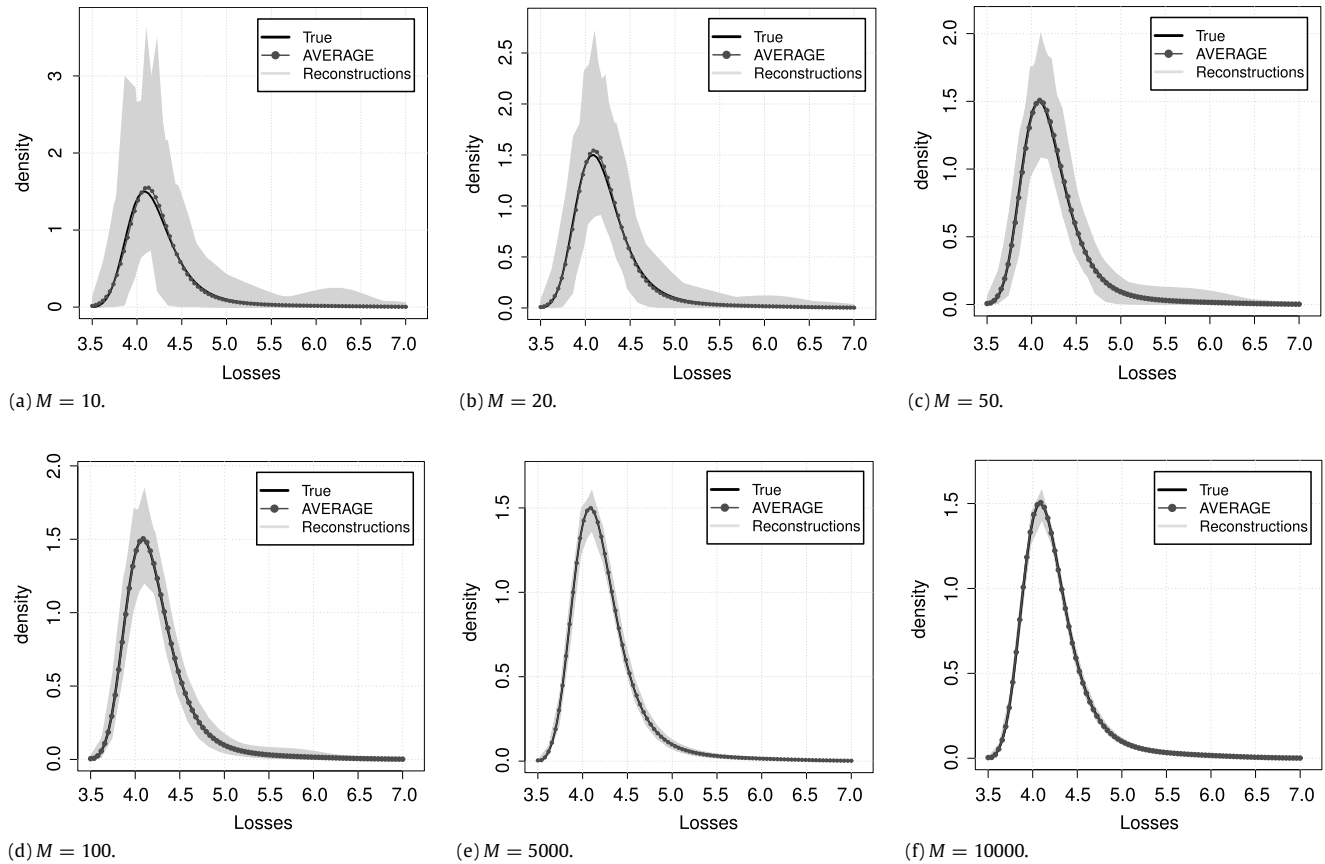 True
AVERAGE
Reconstructions
density
0 1 2 3
3.5 4.0 4.5 5.0 5.5 6.0 6.5 7.0
Losses
(a) M = 10.
True
AVERAGE
Reconstructions
density
0.0 0.5 1.0 1.5 2.0 2.5
3.5 4.0 4.5 5.0 5.5 6.0 6.5 7.0
Losses
(b) M = 20.
True
AVERAGE
Reconstructions
density
0.0 0.5 1.0 1.5 2.0
3.5 4.0 4.5 5.0 5.5 6.0 6.5 7.0
Losses
(c) M = 50.
True
AVERAGE
Reconstructions
density
0.0 0.5 1.0 1.5 2.0
3.5 4.0 4.5 5.0 5.5 6.0 6.5 7.0
Losses
(d) M = 100.
True
AVERAGE
Reconstructions
density
0.0 0.5 1.0 1.5
3.5 4.0 4.5 5.0 5.5 6.0 6.5 7.0
Losses
(e) M = 5000.
True
AVERAGE
Reconstructions
density
0.0 0.5 1.0 1.5
3.5 4.0 4.5 5.0 5.5 6.0 6.5 7.0
Losses
(f) M = 10000.